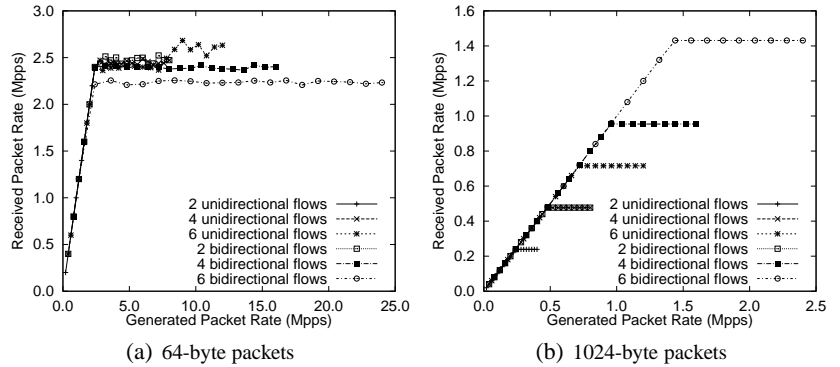 Received Packet Rate (Mpps)
3.0
2.5
2.0
1.5
1.0
0.5
0.0
2 unidirectional flows
4 unidirectional flows
6 unidirectional flows
2 bidirectional flows
4 bidirectional flows
6 bidirectional flows
0.0 5.0 10.0 15.0 20.0 25.0
Generated Packet Rate (Mpps)
(a) 64-byte packets
Received Packet Rate (Mpps)
1.6
1.4
1.2
1.0
0.8
0.6
0.4
0.2
0.0
2 unidirectional flows
4 unidirectional flows
6 unidirectional flows
2 bidirectional flows
4 bidirectional flows
6 bidirectional flows
0.0 0.5 1.0 1.5 2.0 2.5
Generated Packet Rate (Mpps)
(b) 1024-byte packets